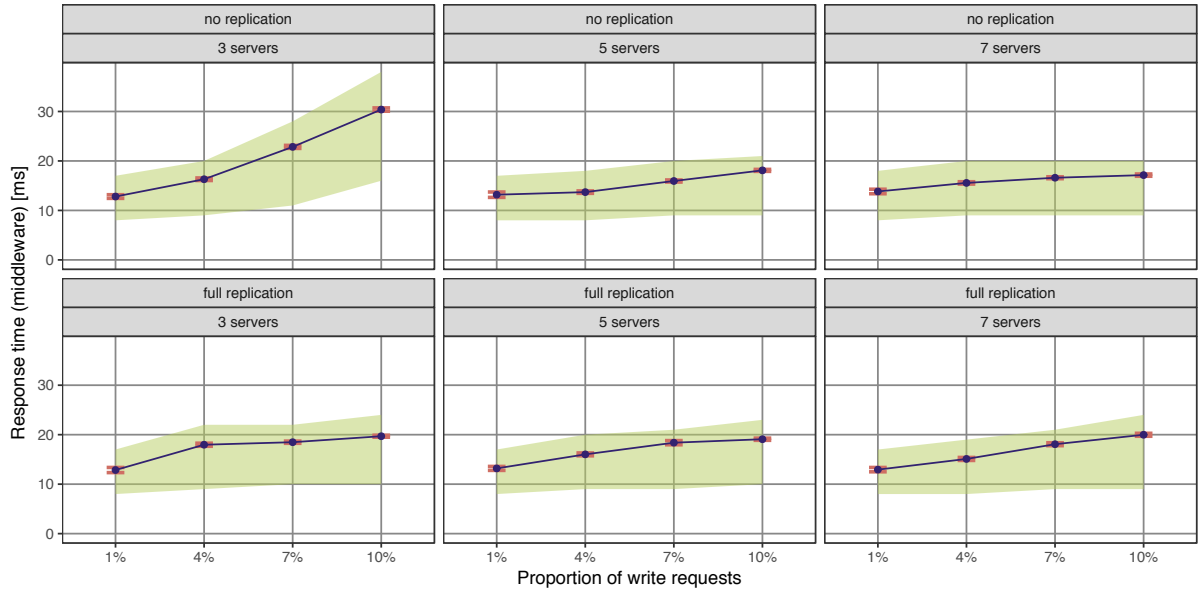 no replication
no replication
no replication
3 servers
5 servers
7 servers
30
20
10
0
full replication
full replication
full replication
3 servers
5 servers
7 servers
30
20
10
0
1%
4%
7%
10%
1%
4%
7%
10%
1%
4%
7%
10%
Proportion of write requests
Response time (middleware) [ms]